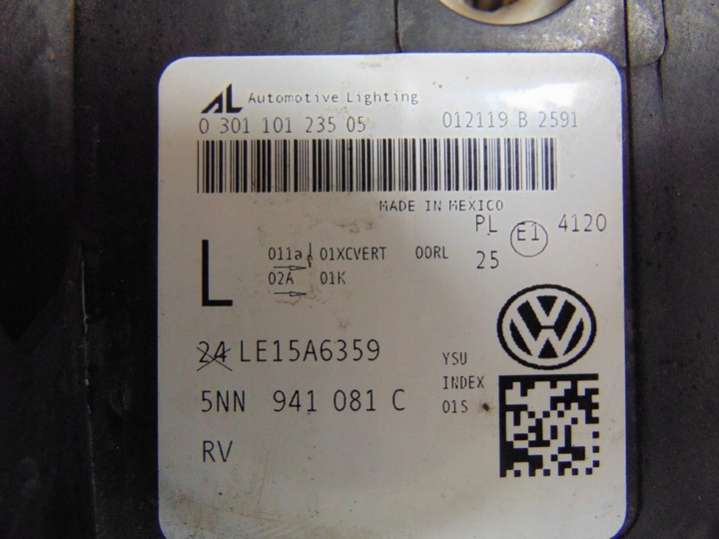 AL Automotive Lighting
0 301 101 235 05 012119 B 2591
MADE IN MEXICO
PL E1 4120
25
L 011a 01XCVERT 00RL
02A 01K
24 LE15A6359
YSU
INDEX
01S
5NN 941 081 C
RV
VW